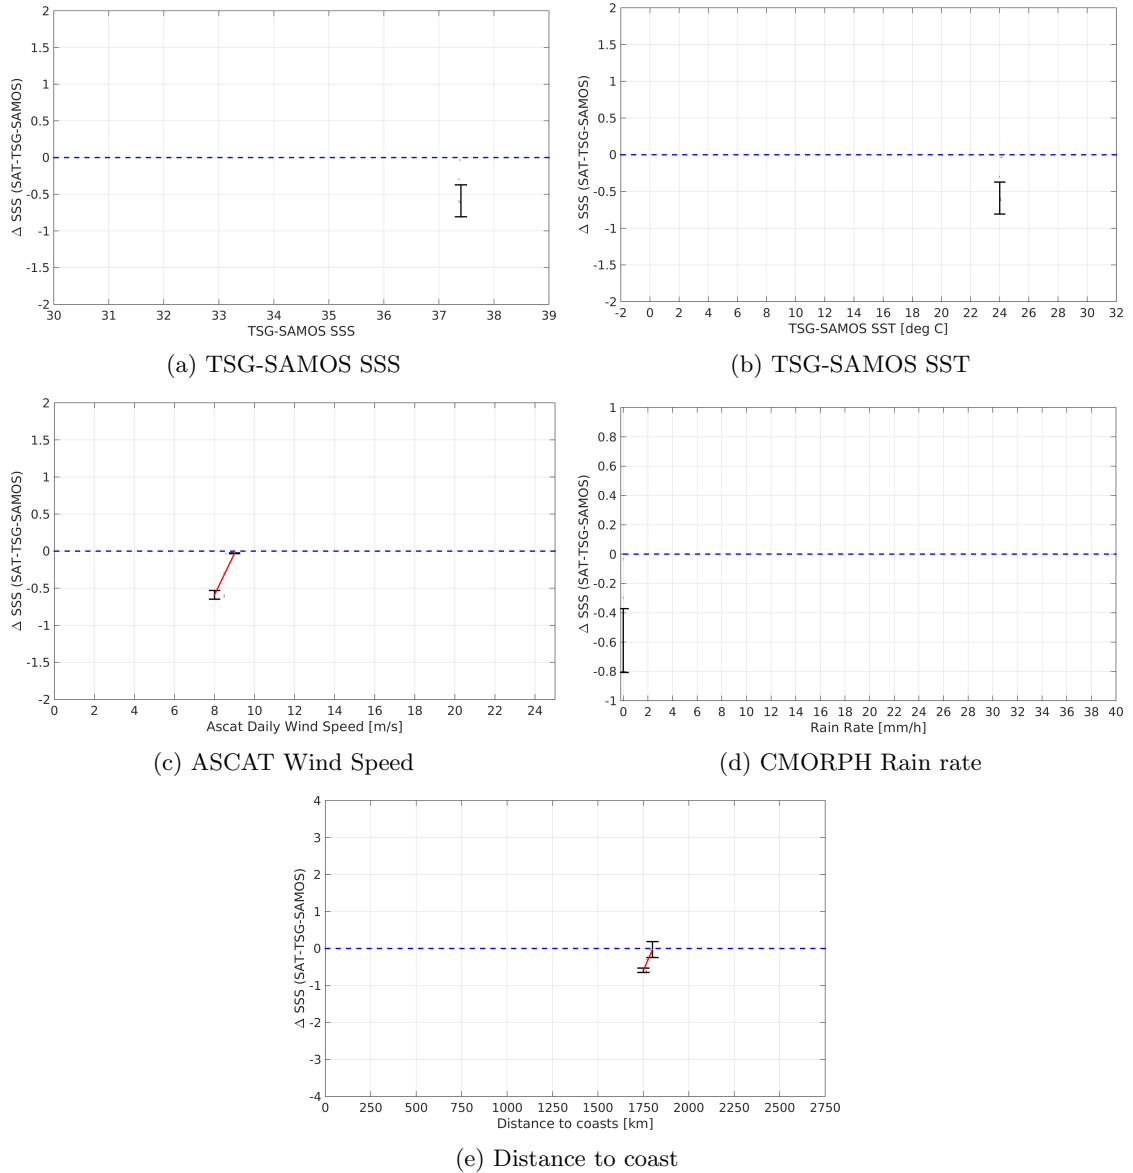 2
1.5
1
0.5
0
-0.5
-1
-1.5
-2
Δ SSS (SAT-TSG-SAMOS)
30 31 32 33 34 35 36 37 38 39
TSG-SAMOS SSS
(a) TSG-SAMOS SSS
2
1.5
1
0.5
0
-0.5
-1
-1.5
-2
Δ SSS (SAT-TSG-SAMOS)
-2 0 2 4 6 8 10 12 14 16 18 20 22 24 26 28 30 32
TSG-SAMOS SST [deg C]
(b) TSG-SAMOS SST
2
1.5
1
0.5
0
-0.5
-1
-1.5
-2
Δ SSS (SAT-TSG-SAMOS)
0 2 4 6 8 10 12 14 16 18 20 22 24
Ascat Daily Wind Speed [m/s]
(c) ASCAT Wind Speed
1
0.8
0.6
0.4
0.2
0
-0.2
-0.4
-0.6
-0.8
-1
Δ SSS (SAT-TSG-SAMOS)
0 2 4 6 8 10 12 14 16 18 20 22 24 26 28 30 32 34 36 38 40
Rain Rate [mm/h]
(d) CMORPH Rain rate
4
3
2
1
0
-1
-2
-3
-4
Δ SSS (SAT-TSG-SAMOS)
0 250 500 750 1000 1250 1500 1750 2000 2250 2500 2750
Distance to coasts [km]
(e) Distance to coast